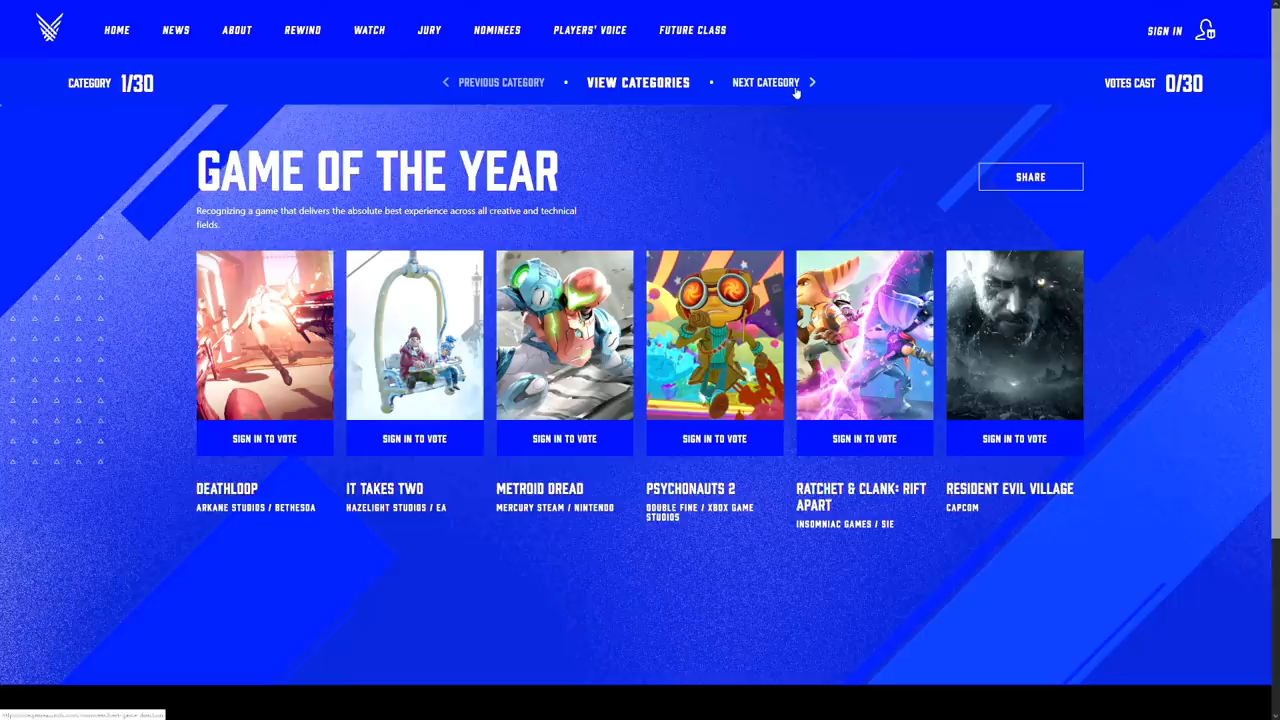 HOME NEWS ABOUT REWIND WATCH JURY NOMINEES PLAYERS' VOICE FUTURE CLASS SIGN IN
CATEGORY 1/30 PREVIOUS CATEGORY • VIEW CATEGORIES • NEXT CATEGORY VOTES CAST 0/30
GAME OF THE YEAR
SHARE
Recognizing a game that delivers the absolute best experience across all creative and technical
fields.
SIGN IN TO VOTE SIGN IN TO VOTE SIGN IN TO VOTE SIGN IN TO VOTE SIGN IN TO VOTE SIGN IN TO VOTE
DEATHLOOP
ARKANE STUDIOS / BETHESDA
IT TAKES TWO
HAZELIGHT STUDIOS / EA
METROID DREAD
MERCURY STEAM / NINTENDO
PSYCHONAUTS 2
DOUBLE FINE / XBOX GAME
STUDIOS
RATCHET & CLANK: RIFT
APART
INSOMNIAC GAMES / SIE
RESIDENT EVIL VILLAGE
CAPCOM